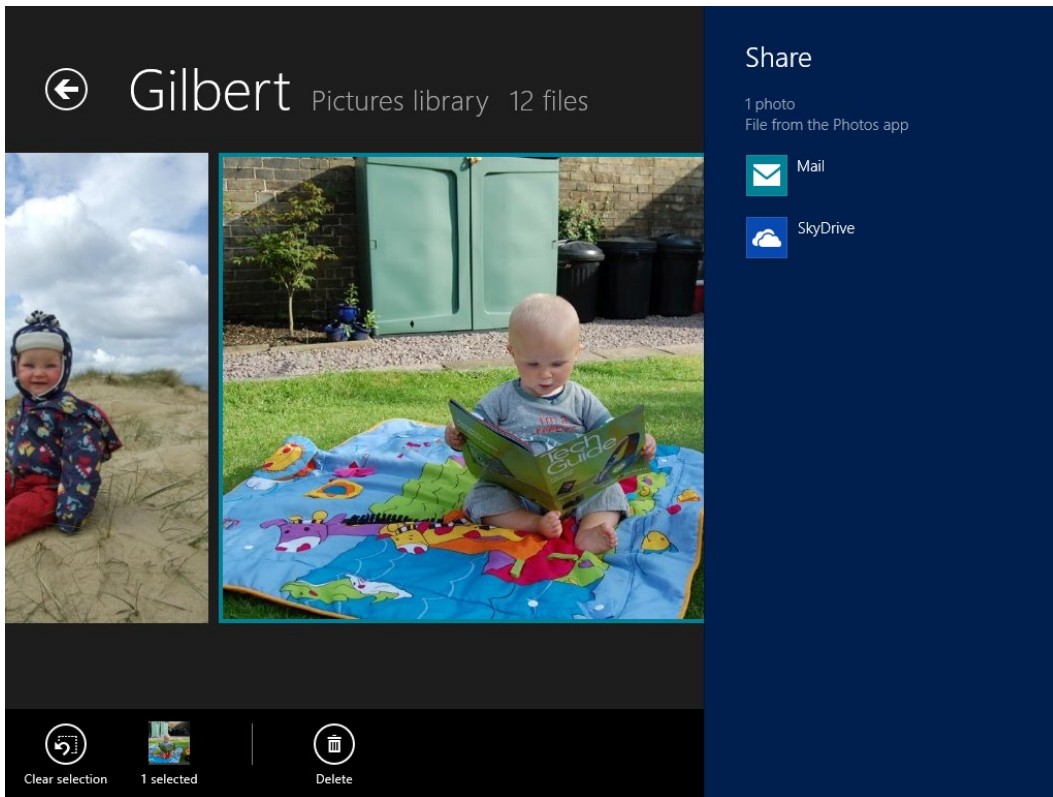 Gilbert Pictures library 12 files
Share
1 photo
File from the Photos app
Mail
SkyDrive
Tech
Guide
Clear selection
1 selected
Delete